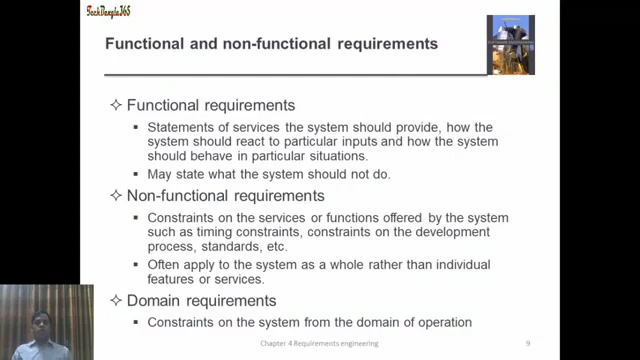 TechBangla365
Functional and non-functional requirements
✧ Functional requirements
▪ Statements of services the system should provide, how the
system should react to particular inputs and how the system
should behave in particular situations.
▪ May state what the system should not do.
✧ Non-functional requirements
▪ Constraints on the services or functions offered by the system
such as timing constraints, constraints on the development
process, standards, etc.
▪ Often apply to the system as a whole rather than individual
features or services.
✧ Domain requirements
▪ Constraints on the system from the domain of operation
Chapter 4 Requirements engineering
9